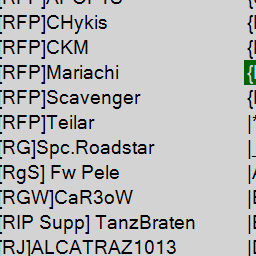 [RFP]CHykis
[RFP]CKM
[RFP]Mariachi
[RFP]Scavenger
[RFP]Teilar
[RG]Spc.Roadstar
[RgS] Fw Pele
[RGW]CaR3oW
[RIP Supp] TanzBraten
[RJ]ALCATRAZ1013